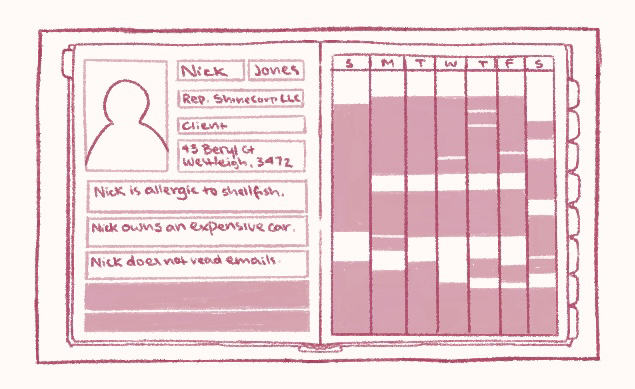 Nick Jones
Rep. ShineCorp LLC
Client
45 Beryl Ct
Westleigh, 3472
Nick is allergic to shellfish.
Nick owns an expensive car.
Nick does not read emails.
S M T W T F S